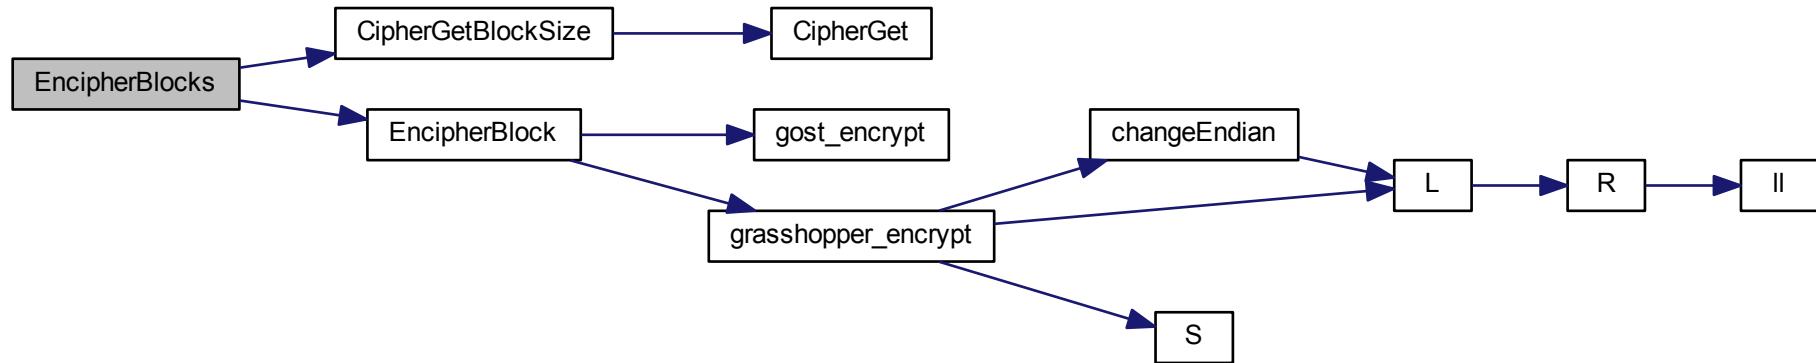 CipherGetBlockSize
CipherGet
EncipherBlocks
EncipherBlock
gost_encrypt
changeEndian
L
R
ll
grasshopper_encrypt
S